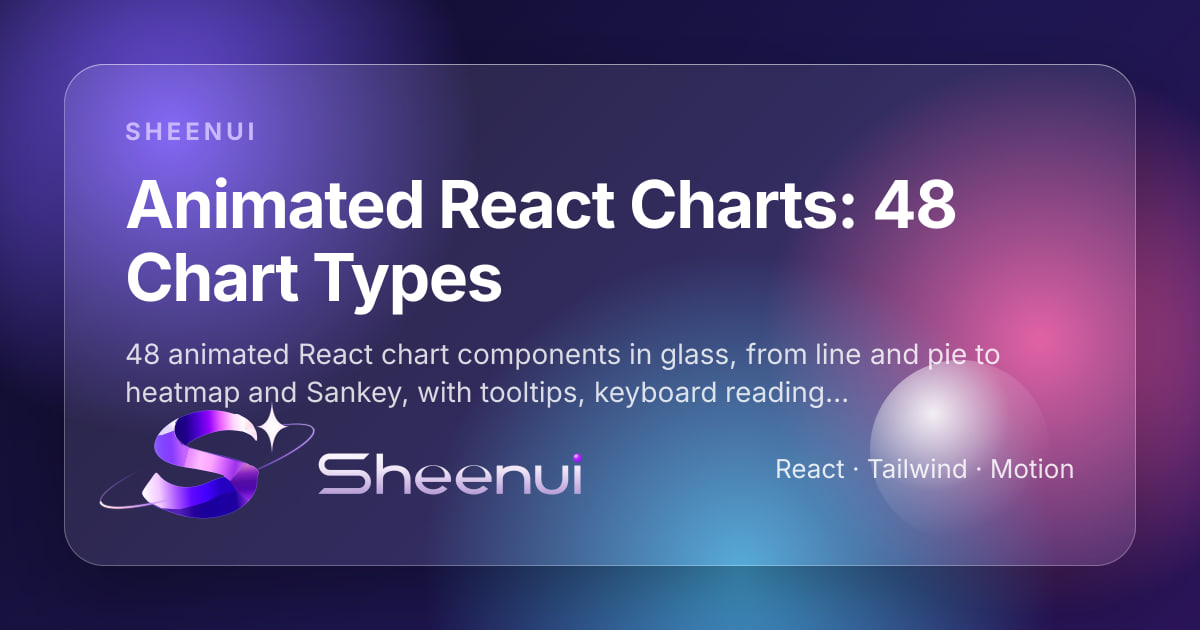 SHEENUI
Animated React Charts: 48
Chart Types
48 animated React chart components in glass, from line and pie to
heatmap and Sankey, with tooltips, keyboard reading...
Sheenui
React · Tailwind · Motion